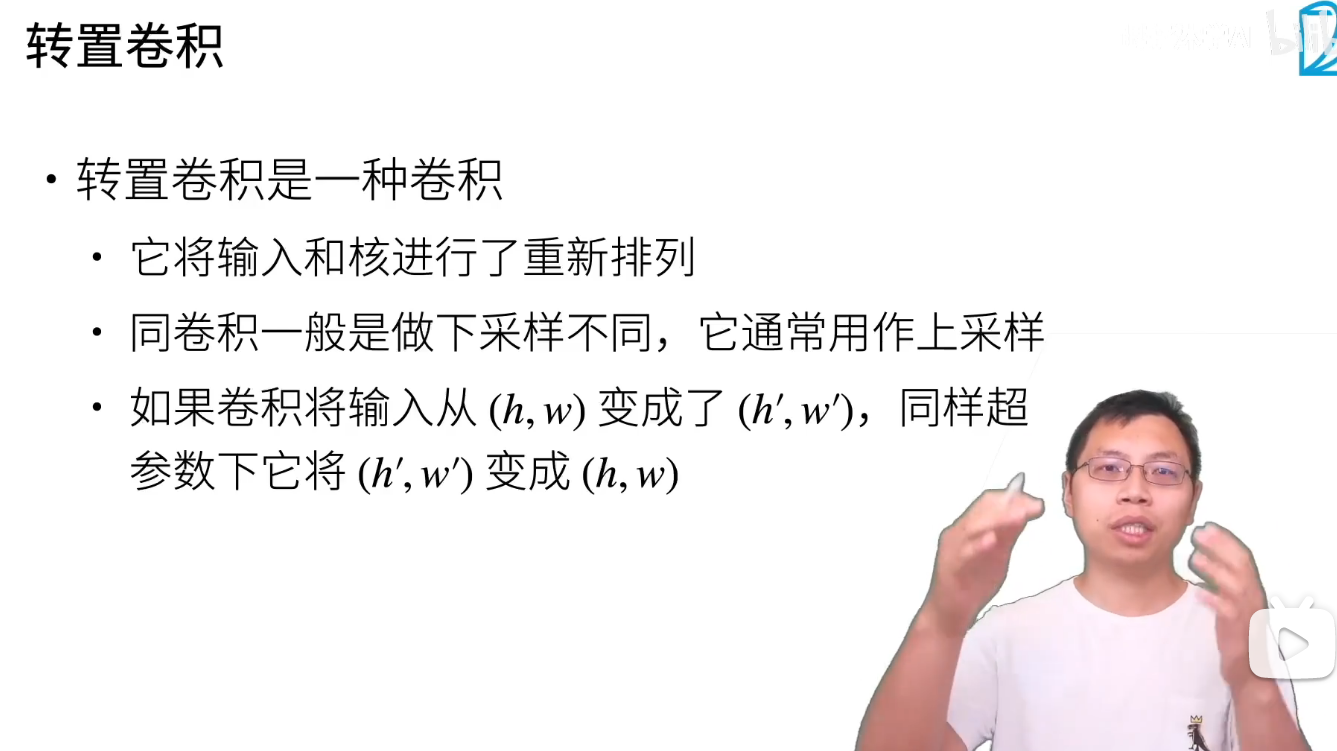 转置卷积
• 转置卷积是一种卷积
• 它将输入和核进行了重新排列
• 同卷积一般是做下采样不同，它通常用作上采样
• 如果卷积将输入从 (h, w) 变成了 (h′, w′)，同样超
参数下它将 (h′, w′) 变成 (h, w)